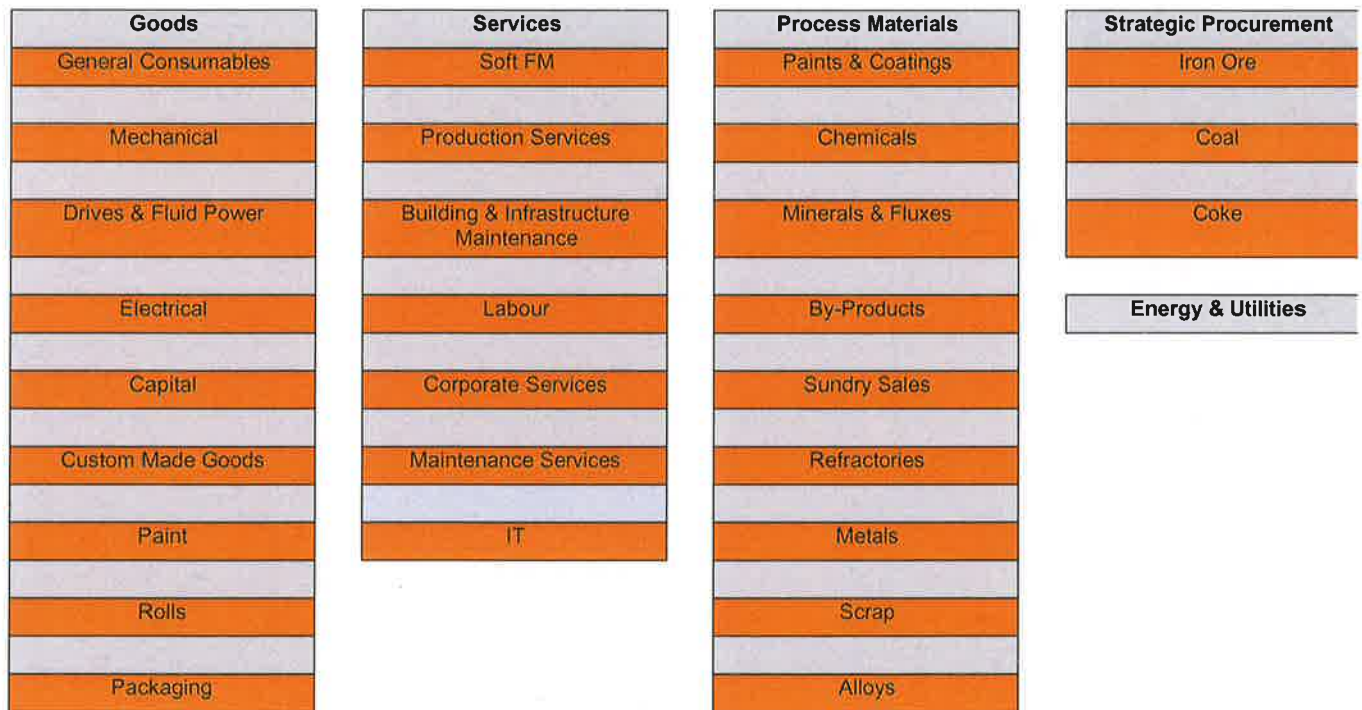 Goods
General Consumables
Mechanical
Drives & Fluid Power
Electrical
Capital
Custom Made Goods
Paint
Rolls
Packaging
Services
Soft FM
Production Services
Building & Infrastructure
Maintenance
Labour
Corporate Services
Maintenance Services
IT
Process Materials
Paints & Coatings
Chemicals
Minerals & Fluxes
By-Products
Sundry Sales
Refractories
Metals
Scrap
Alloys
Strategic Procurement
Iron Ore
Coal
Coke
Energy & Utilities